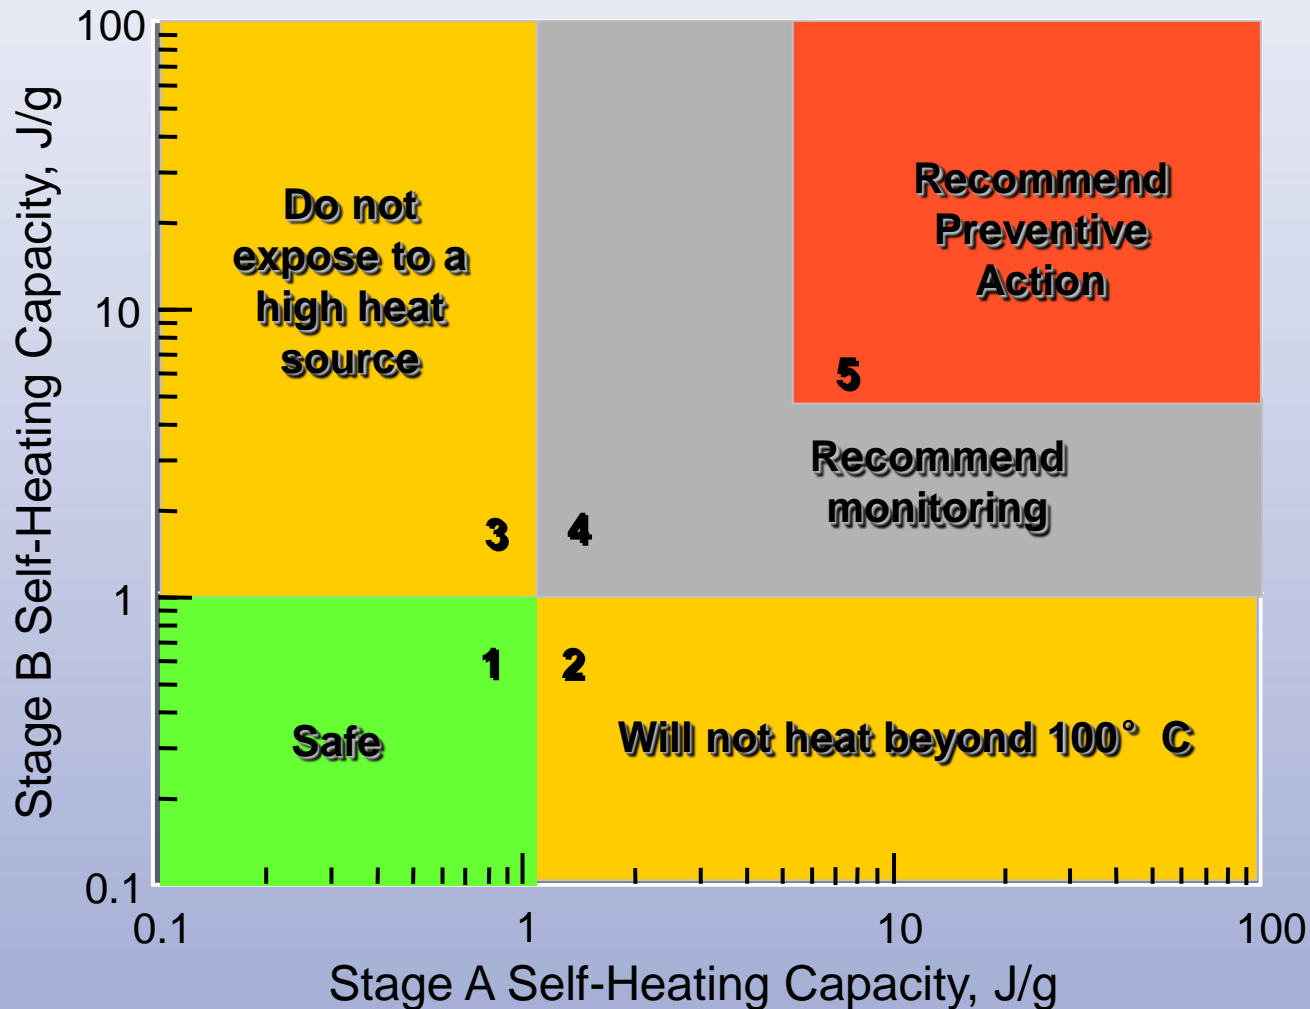 Stage B Self-Heating Capacity, J/g
100
10
1
0.1
Do not
expose to a
high heat
source
Recommend
Preventive
Action
5
Recommend
monitoring
3
4
1
2
Safe
Will not heat beyond 100° C
0.1
1
10
100
Stage A Self-Heating Capacity, J/g